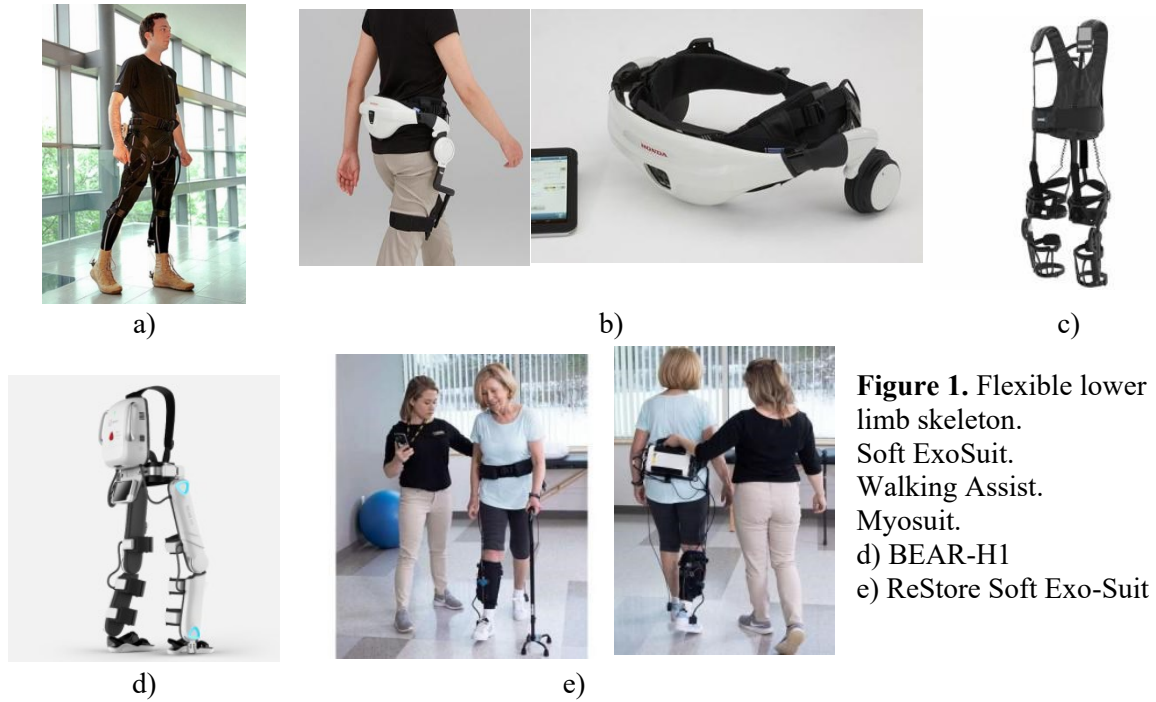 HONDA
a)
b)
c)
Figure 1. Flexible lower
limb skeleton.
Soft ExoSuit.
Walking Assist.
Myosuit.
d) BEAR-H1
e) ReStore Soft Exo-Suit
d)
e)